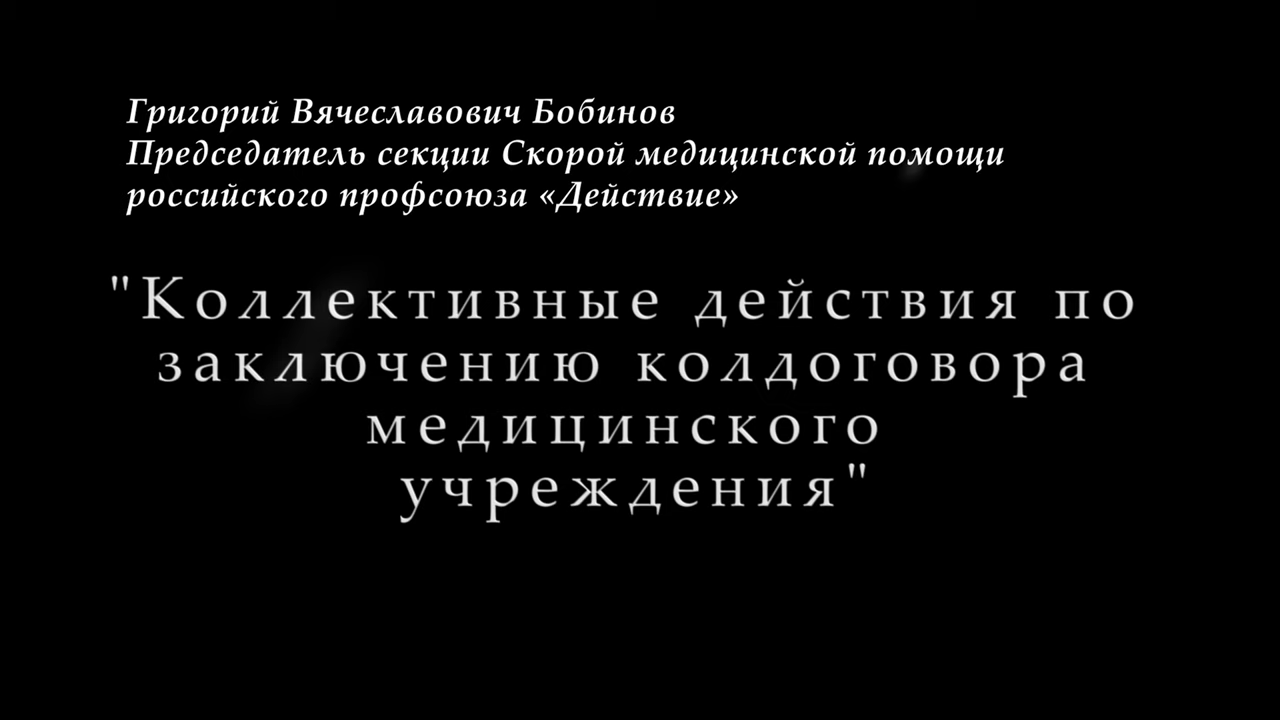 Григорий Вячеславович Бобинов
Председатель секции Скорой медицинской помощи
российского профсоюза «Действие»
"Коллективные действия по
заключению колдоговора
медицинского
учреждения"